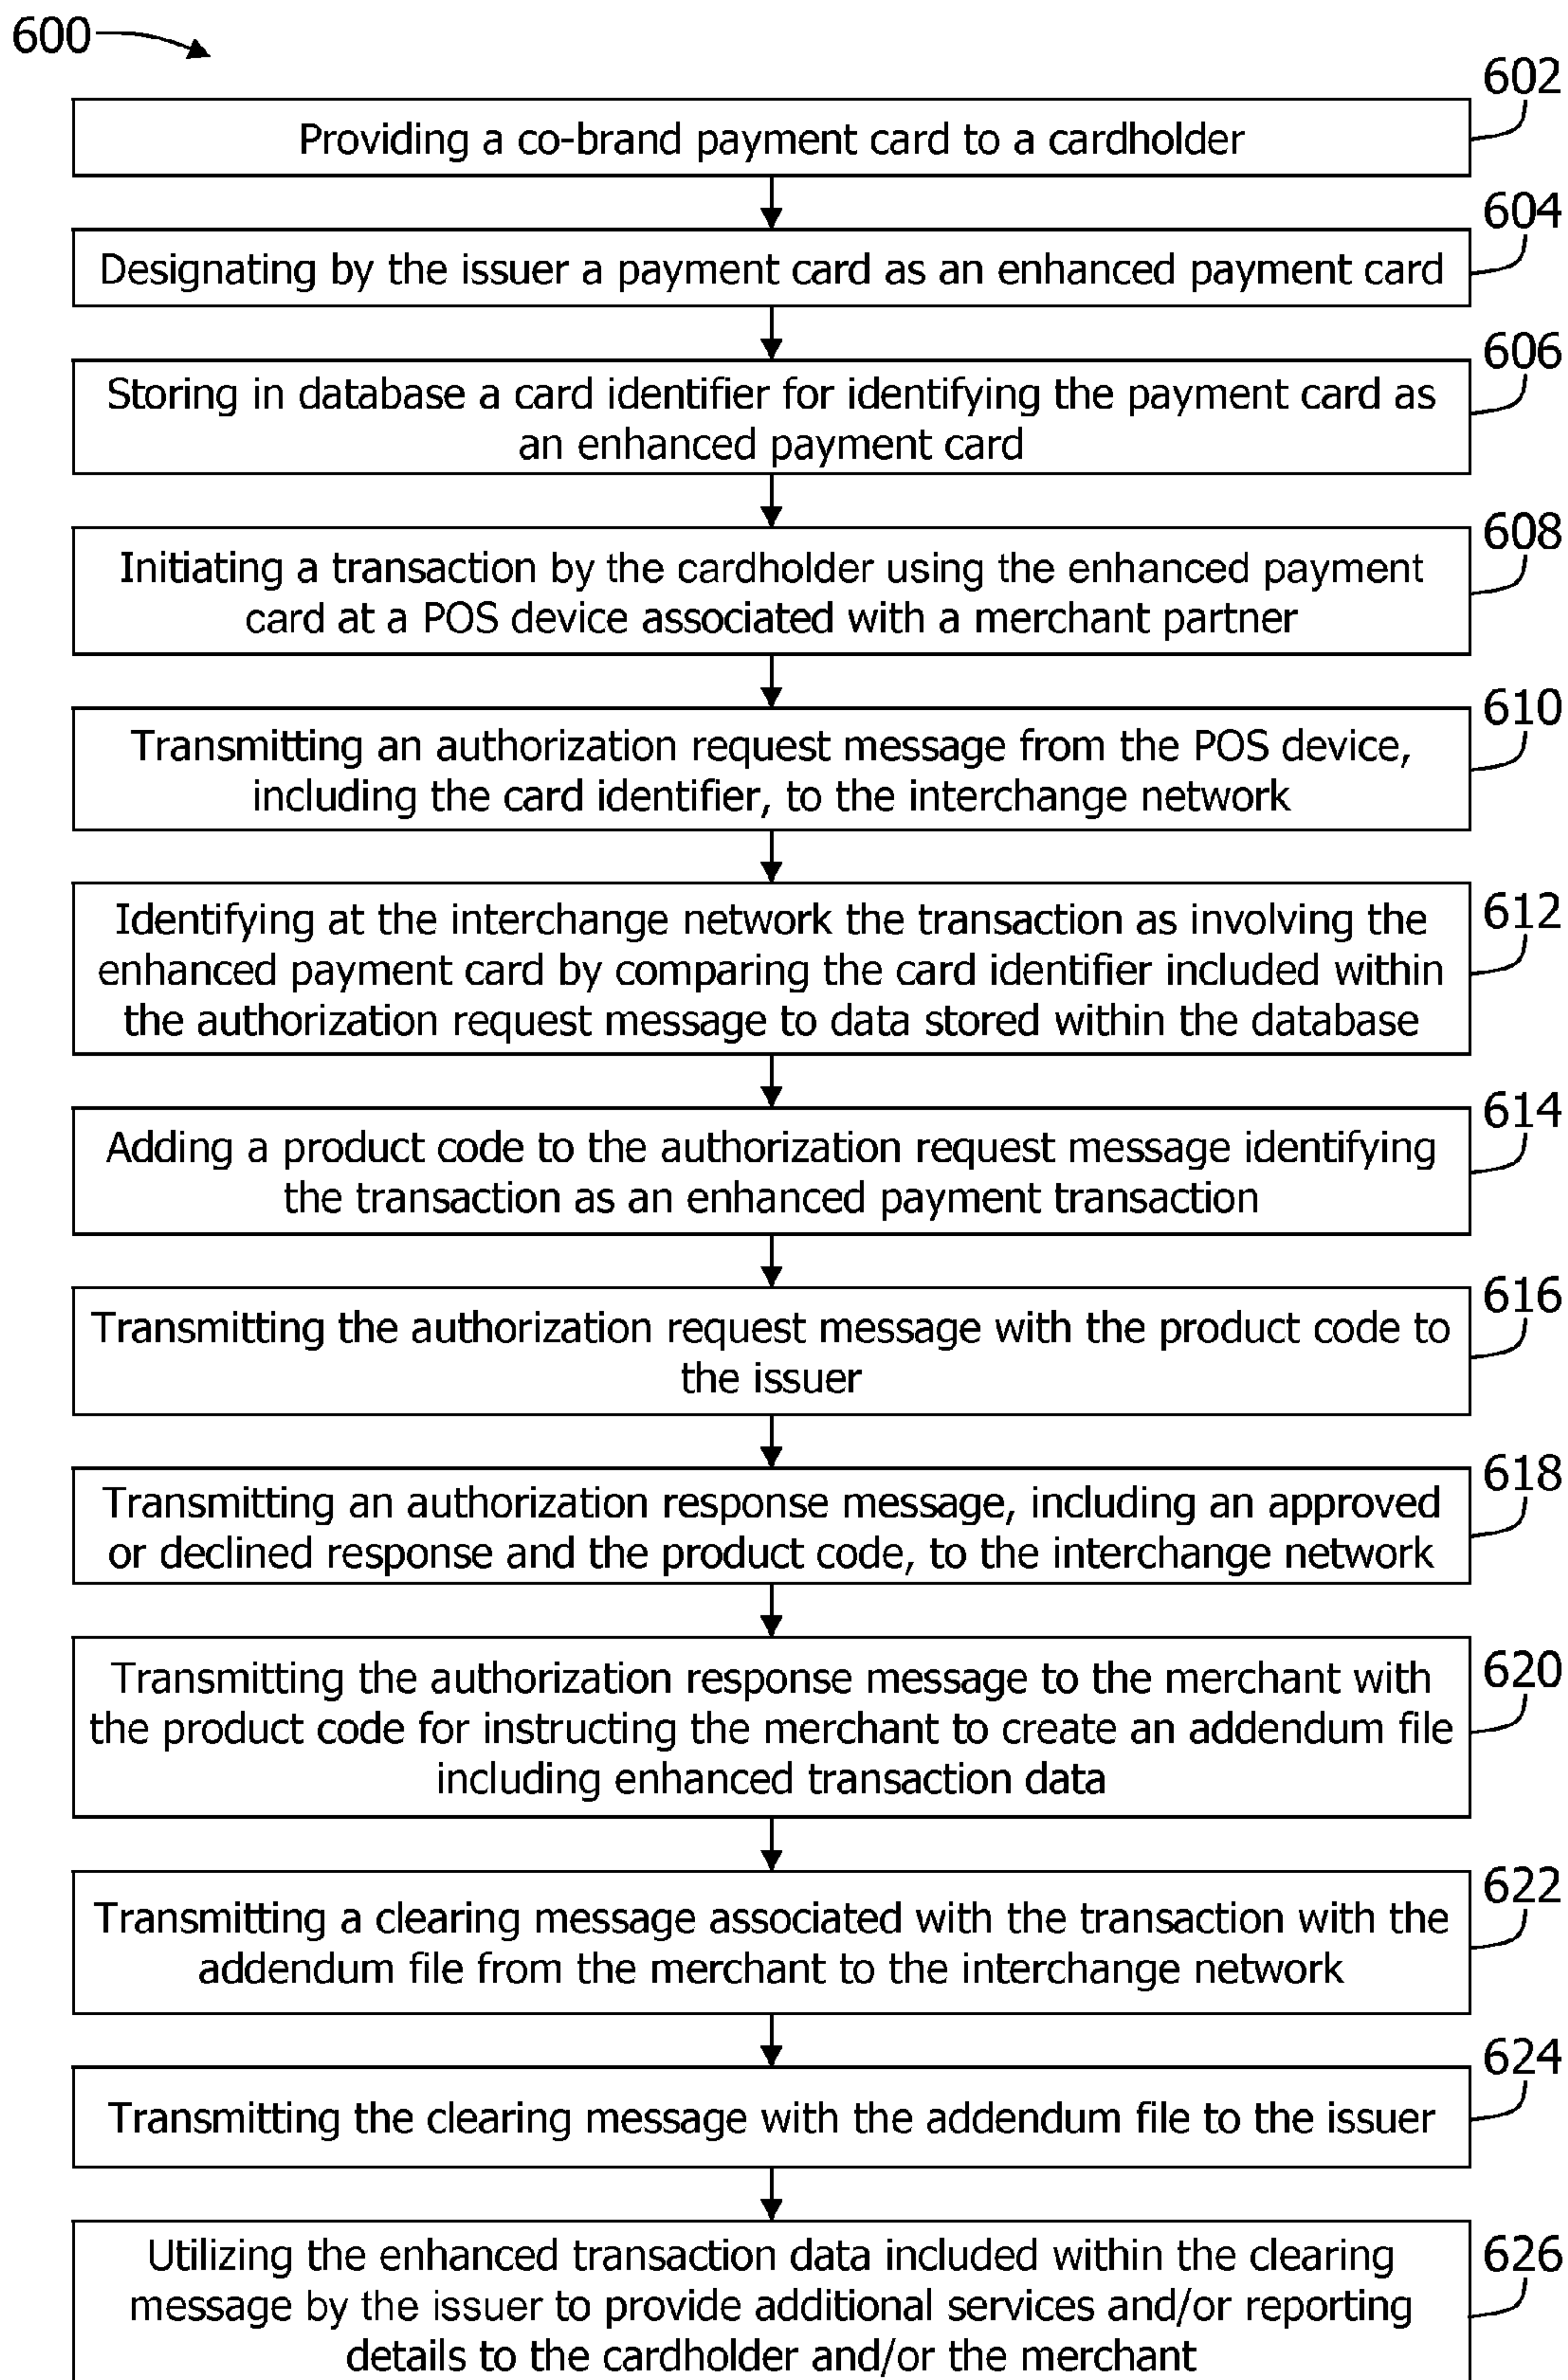 600
602
Providing a co-brand payment card to a cardholder
604
Designating by the issuer a payment card as an enhanced payment card
606
Storing in database a card identifier for identifying the payment card as
an enhanced payment card
608
Initiating a transaction by the cardholder using the enhanced payment
card at a POS device associated with a merchant partner
610
Transmitting an authorization request message from the POS device,
including the card identifier, to the interchange network
612
Identifying at the interchange network the transaction as involving the
enhanced payment card by comparing the card identifier included within
the authorization request message to data stored within the database
614
Adding a product code to the authorization request message identifying
the transaction as an enhanced payment transaction
616
Transmitting the authorization request message with the product code to
the issuer
618
Transmitting an authorization response message, including an approved
or declined response and the product code, to the interchange network
620
Transmitting the authorization response message to the merchant with
the product code for instructing the merchant to create an addendum file
including enhanced transaction data
622
Transmitting a clearing message associated with the transaction with the
addendum file from the merchant to the interchange network
624
Transmitting the clearing message with the addendum file to the issuer
626
Utilizing the enhanced transaction data included within the clearing
message by the issuer to provide additional services and/or reporting
details to the cardholder and/or the merchant